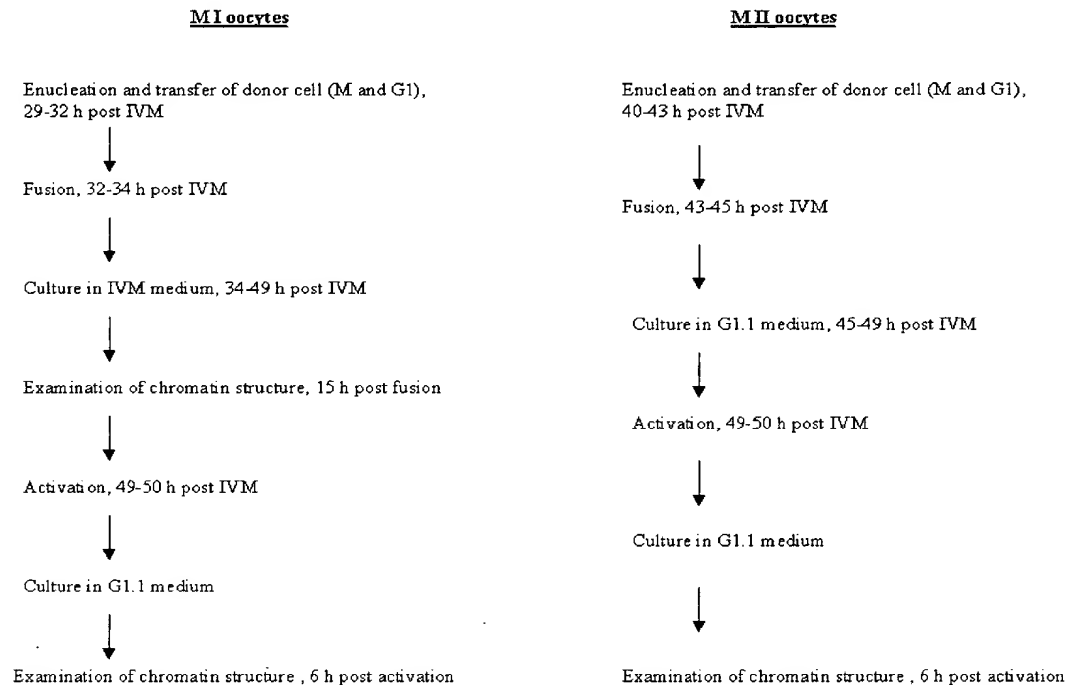 M I oocytes
Enucleation and transfer of donor cell (M and G1),
29-32 h post IVM
Fusion, 32-34 h post IVM
Culture in IVM medium, 34-49 h post IVM
Examination of chromatin structure, 15 h post fusion
Activation, 49-50 h post IVM
Culture in G1.1 medium
Examination of chromatin structure , 6 h post activation
M II oocytes
Enucleation and transfer of donor cell (M and G1),
40-43 h post IVM
Fusion, 43-45 h post IVM
Culture in G1.1 medium, 45-49 h post IVM
Activation, 49-50 h post IVM
Culture in G1.1 medium
Examination of chromatin structure , 6 h post activation